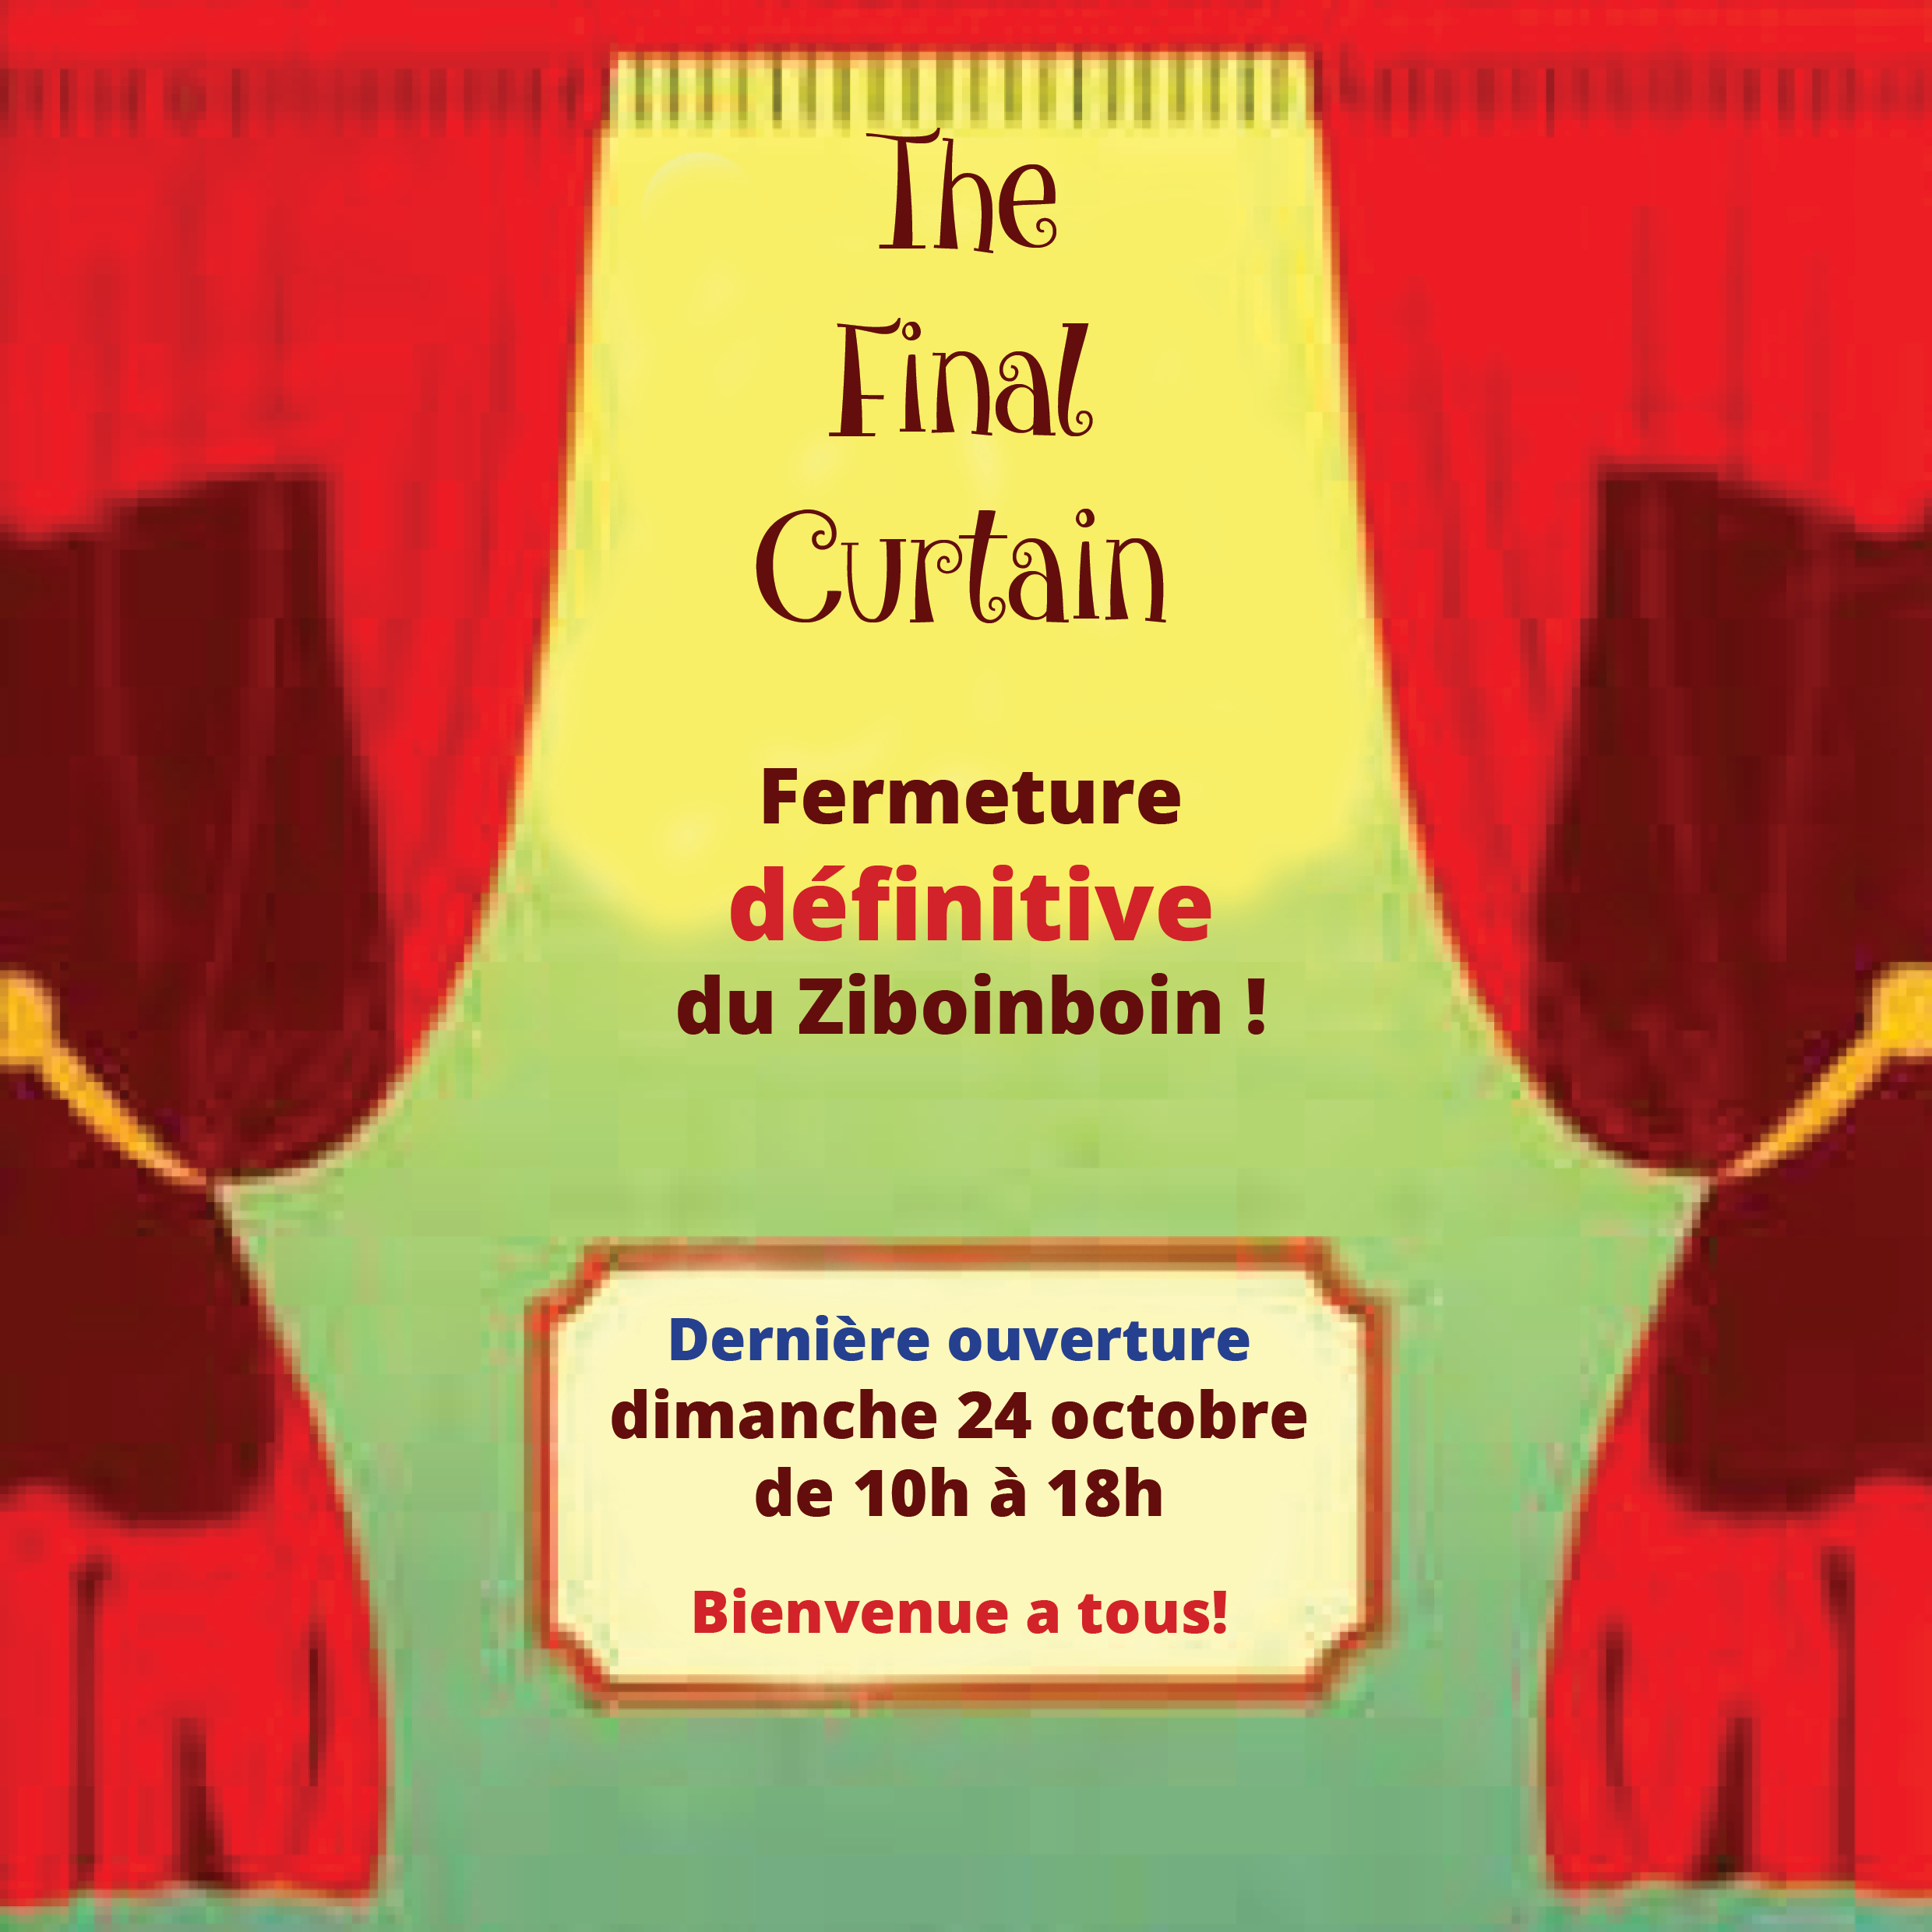 The
Final
Curtain
Fermeture
définitive
du Ziboinboin !
Dernière ouverture
dimanche 24 octobre
de 10h à 18h
Bienvenue a tous!